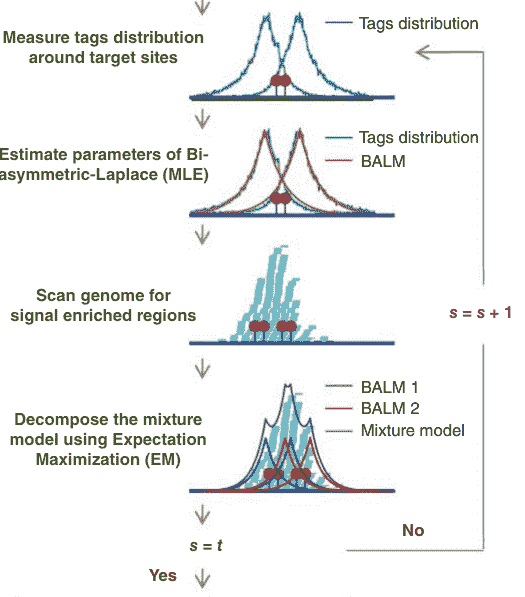 Measure tags distribution
around target sites
Tags distribution
Estimate parameters of Bi-
asymmetric-Laplace (MLE)
Tags distribution
BALM
Scan genome for
signal enriched regions
s = s + 1
Decompose the mixture
model using Expectation
Maximization (EM)
BALM 1
BALM 2
Mixture model
s = t
No
Yes